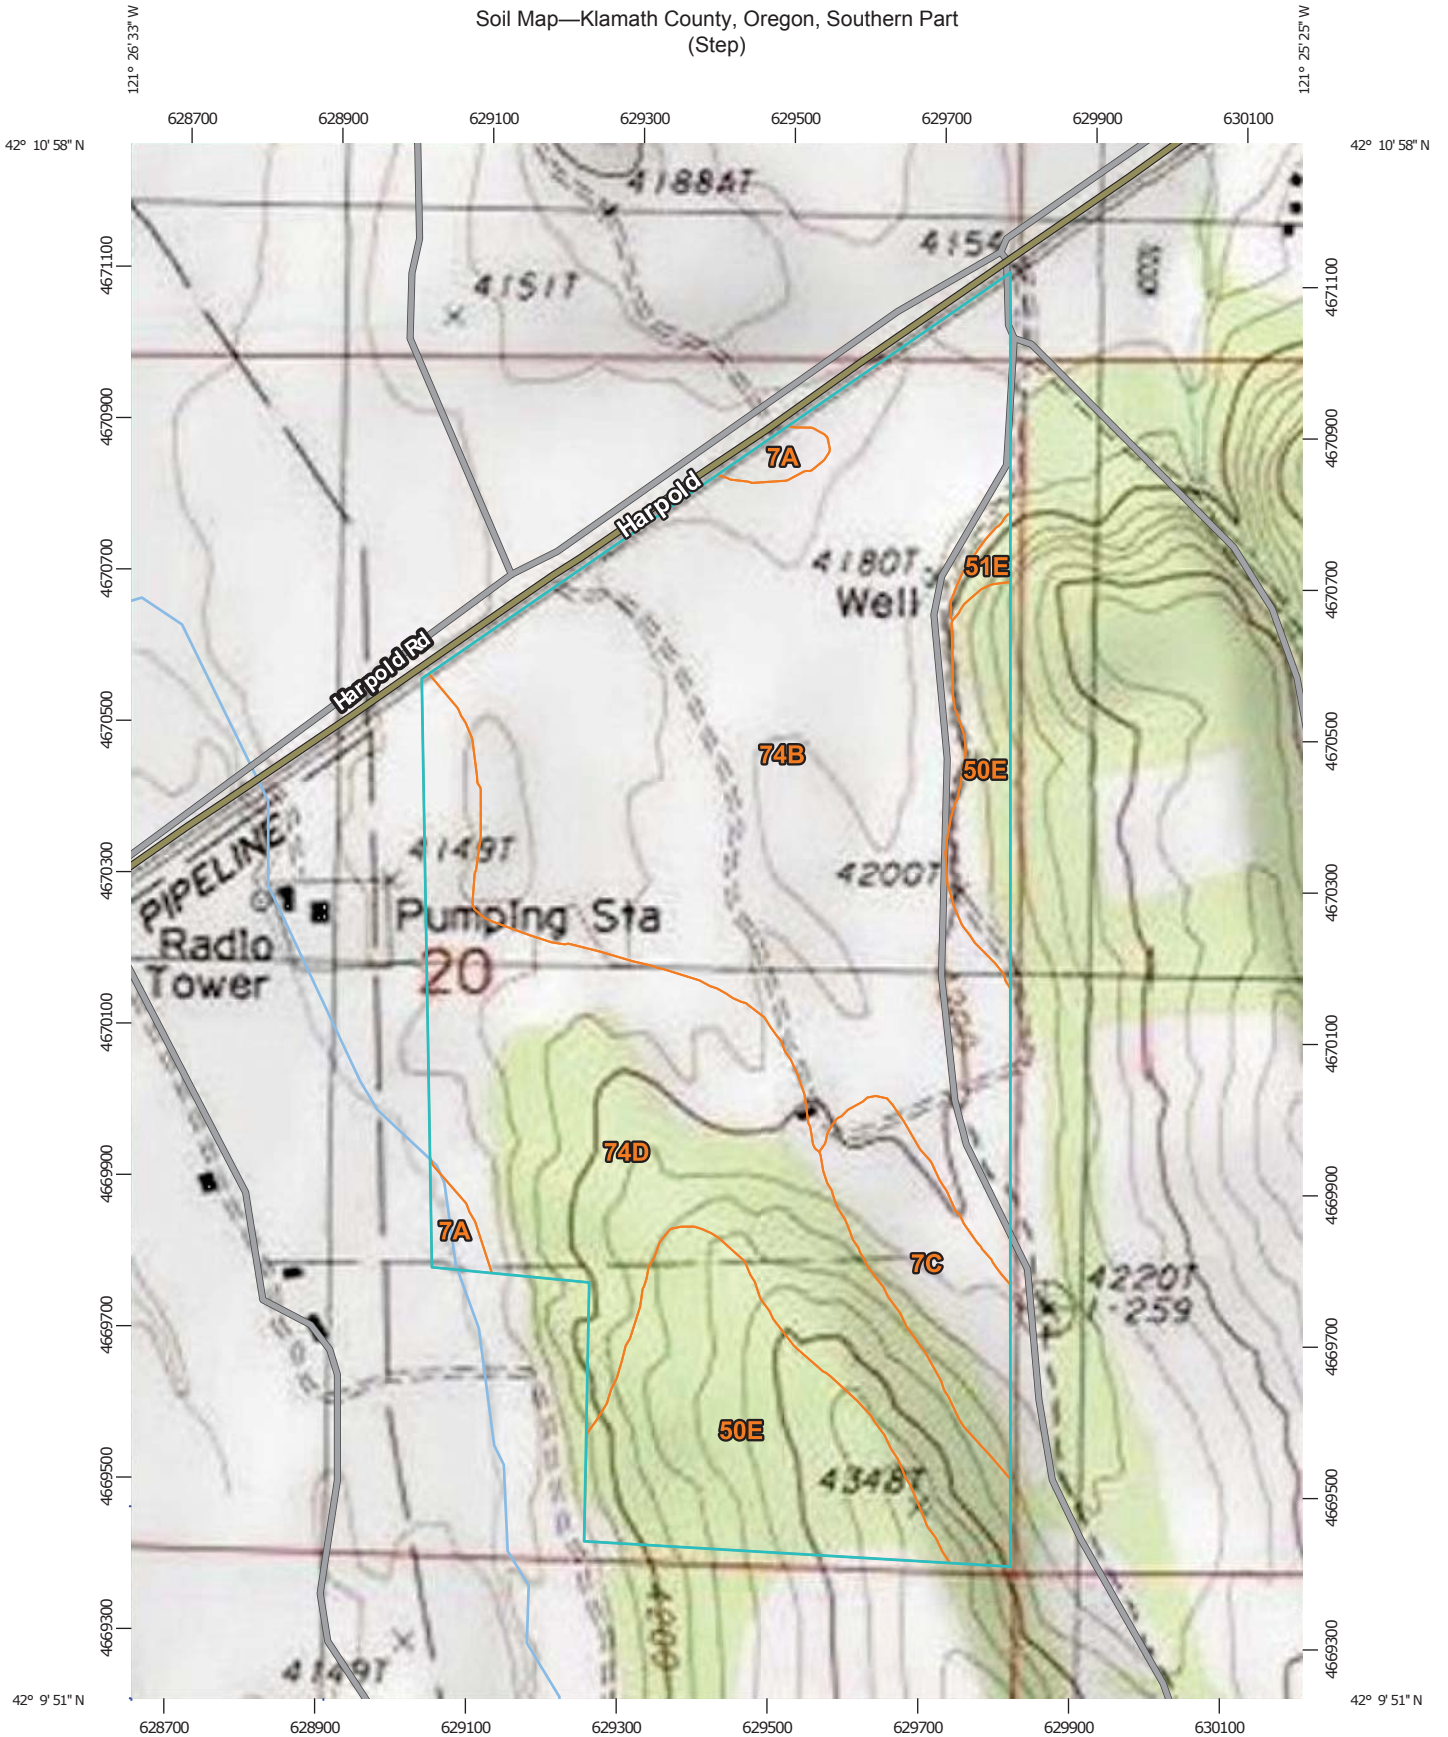 Soil Map—Klamath County, Oregon, Southern Part
(Step)
121° 26' 33" W
121° 25' 25" W
628700 628900 629100 629300 629500 629700 629900 630100
42° 10' 58" N
42° 10' 58" N
4188AT
4154
4671100
4671100
4151T
4670900
4670900
7A
Harpold
4670700
4670700
4180T
Well
51E
Harpold Rd
4670500
4670500
74B
50E
4149T
4200T
4670300
4670300
PIPELINE
Pumping Sta
Radio
Tower
20
4670100
4670100
74D
4669900
4669900
7A
7C
4220T
1-259
4669700
4669700
50E
4348T
4669500
4669500
4200
4669300
4669300
4149T
42° 9' 51" N
42° 9' 51" N
628700 628900 629100 629300 629500 629700 629900 630100